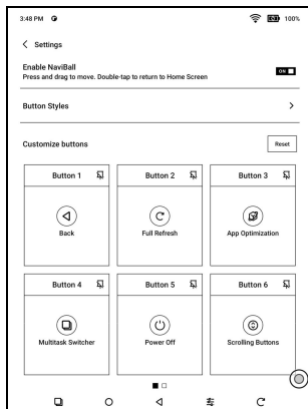 3:48 PM
100%
Settings
Enable NaviBall
Press and drag to move. Double-tap to return to Home Screen
ON
Button Styles
Customize buttons
Reset
Button 1
Button 2
Button 3
Back
Full Refresh
App Optimization
Button 4
Button 5
Button 6
Multitask Switcher
Power Off
Scrolling Buttons